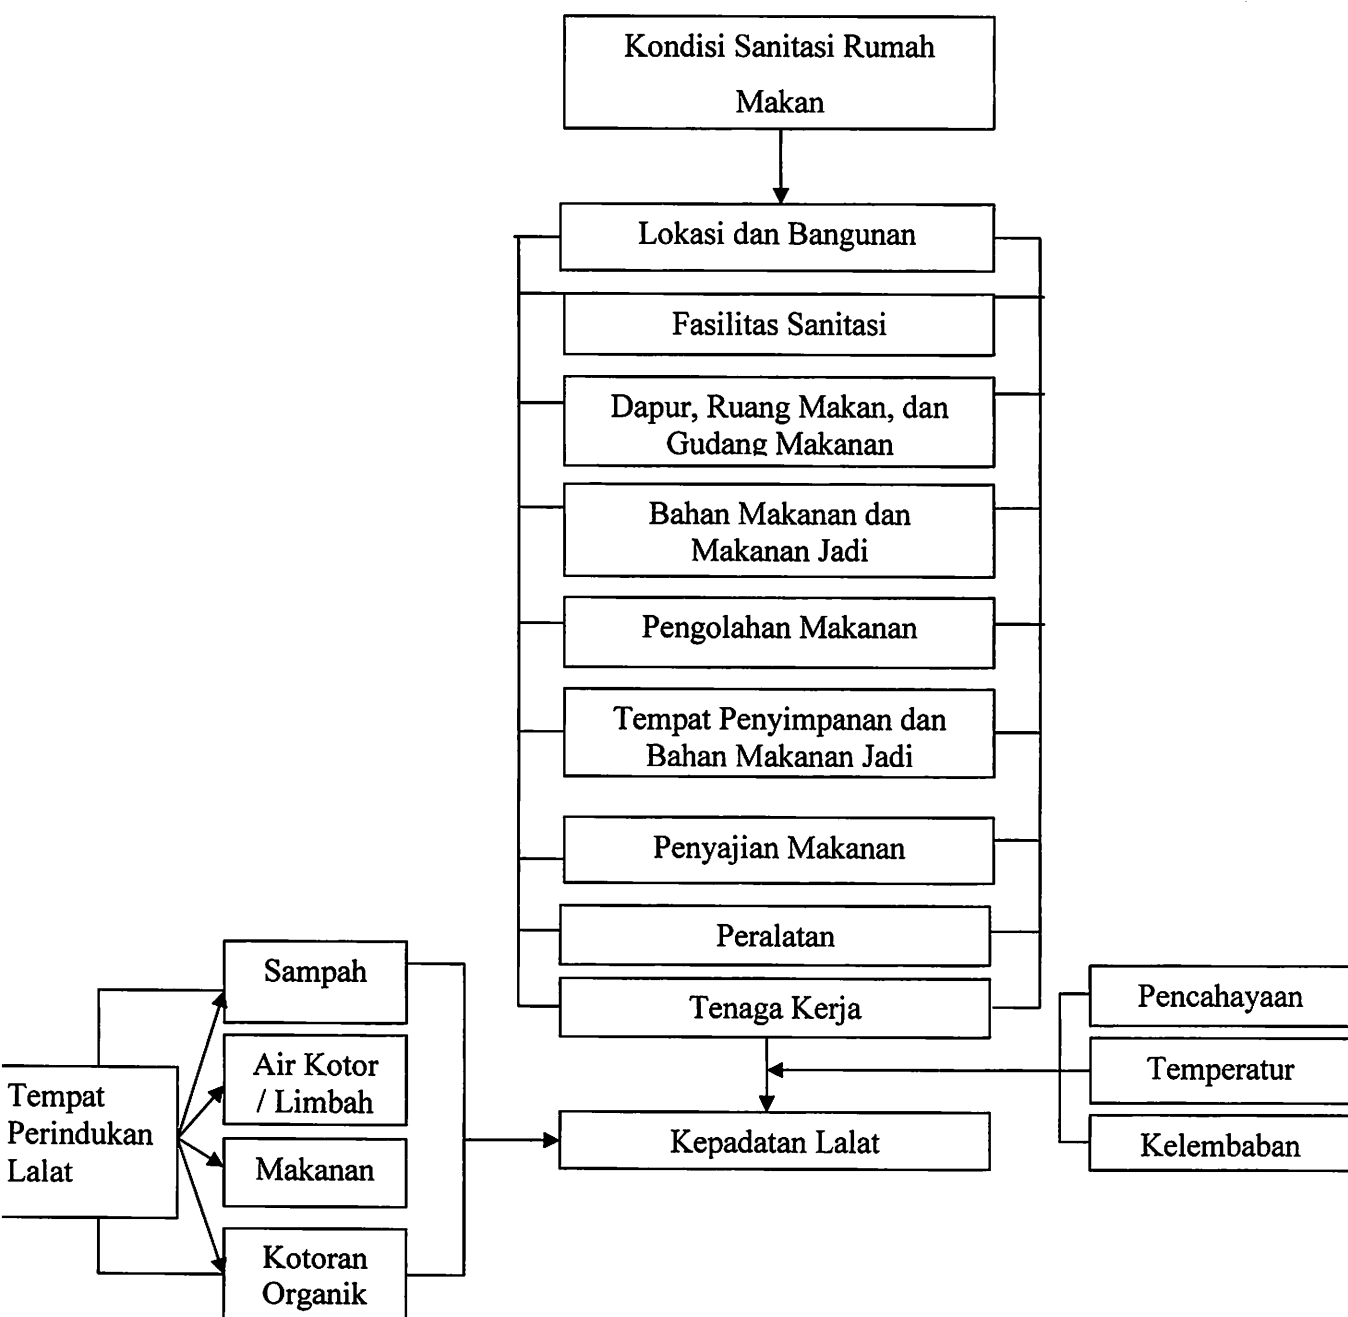 Kondisi Sanitasi Rumah
Makan
Lokasi dan Bangunan
Fasilitas Sanitasi
Dapur, Ruang Makan, dan
Gudang Makanan
Bahan Makanan dan
Makanan Jadi
Pengolahan Makanan
Tempat Penyimpanan dan
Bahan Makanan Jadi
Penyajian Makanan
Peralatan
Tenaga Kerja
Kepadatan Lalat
Tempat
Perindukan
Lalat
Sampah
Air Kotor
/ Limbah
Makanan
Kotoran
Organik
Pencahayaan
Temperatur
Kelembaban